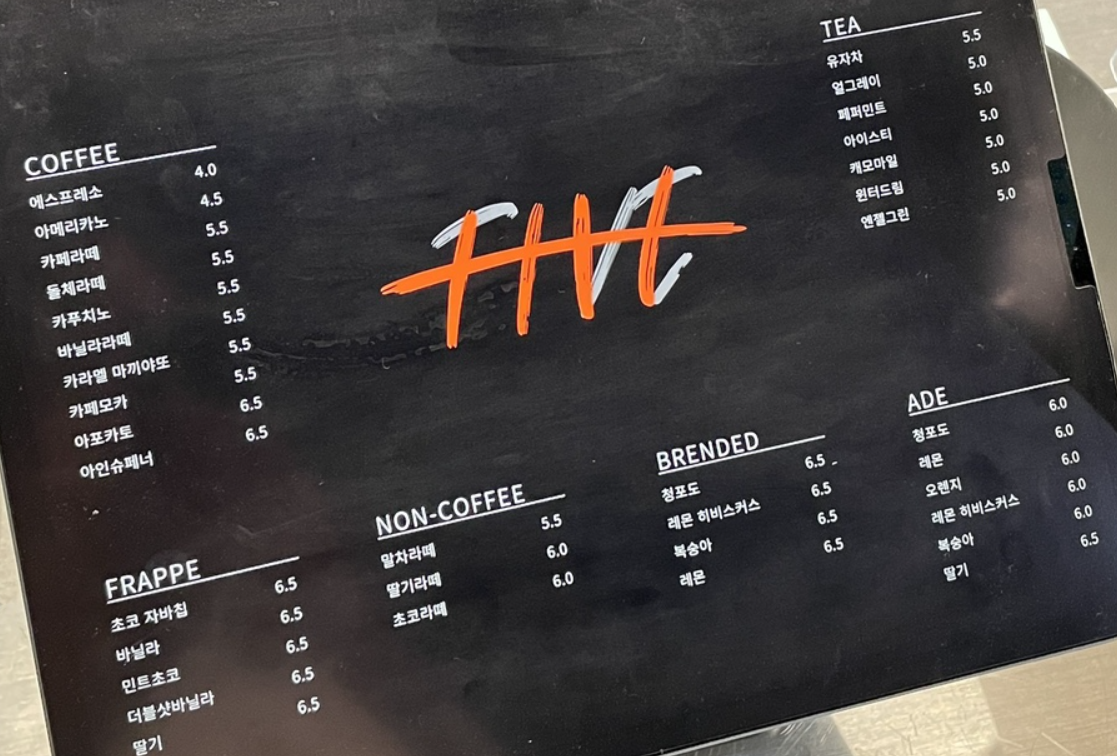 COFFEE
에스프레소 4.0
아메리카노 4.5
카페라떼 5.5
돌체라떼 5.5
카푸치노 5.5
바닐라라떼 5.5
카라멜 마끼야또 5.5
카페모카 5.5
아포카토 6.5
아인슈페너 6.5
FIVE
TEA
유자차 5.5
얼그레이 5.0
페퍼민트 5.0
아이스티 5.0
캐모마일 5.0
윈터드림 5.0
엔젤그린 5.0
FRAPPE
초코 자바칩 6.5
바닐라 6.5
민트초코 6.5
더블샷바닐라 6.5
딸기 6.5
NON-COFFEE
말차라떼 5.5
딸기라떼 6.0
초코라떼 6.0
BRENDED
청포도 6.5
레몬 히비스커스 6.5
복숭아 6.5
레몬 6.5
ADE
청포도 6.0
레몬 6.0
오렌지 6.0
레몬 히비스커스 6.0
복숭아 6.0
딸기 6.5